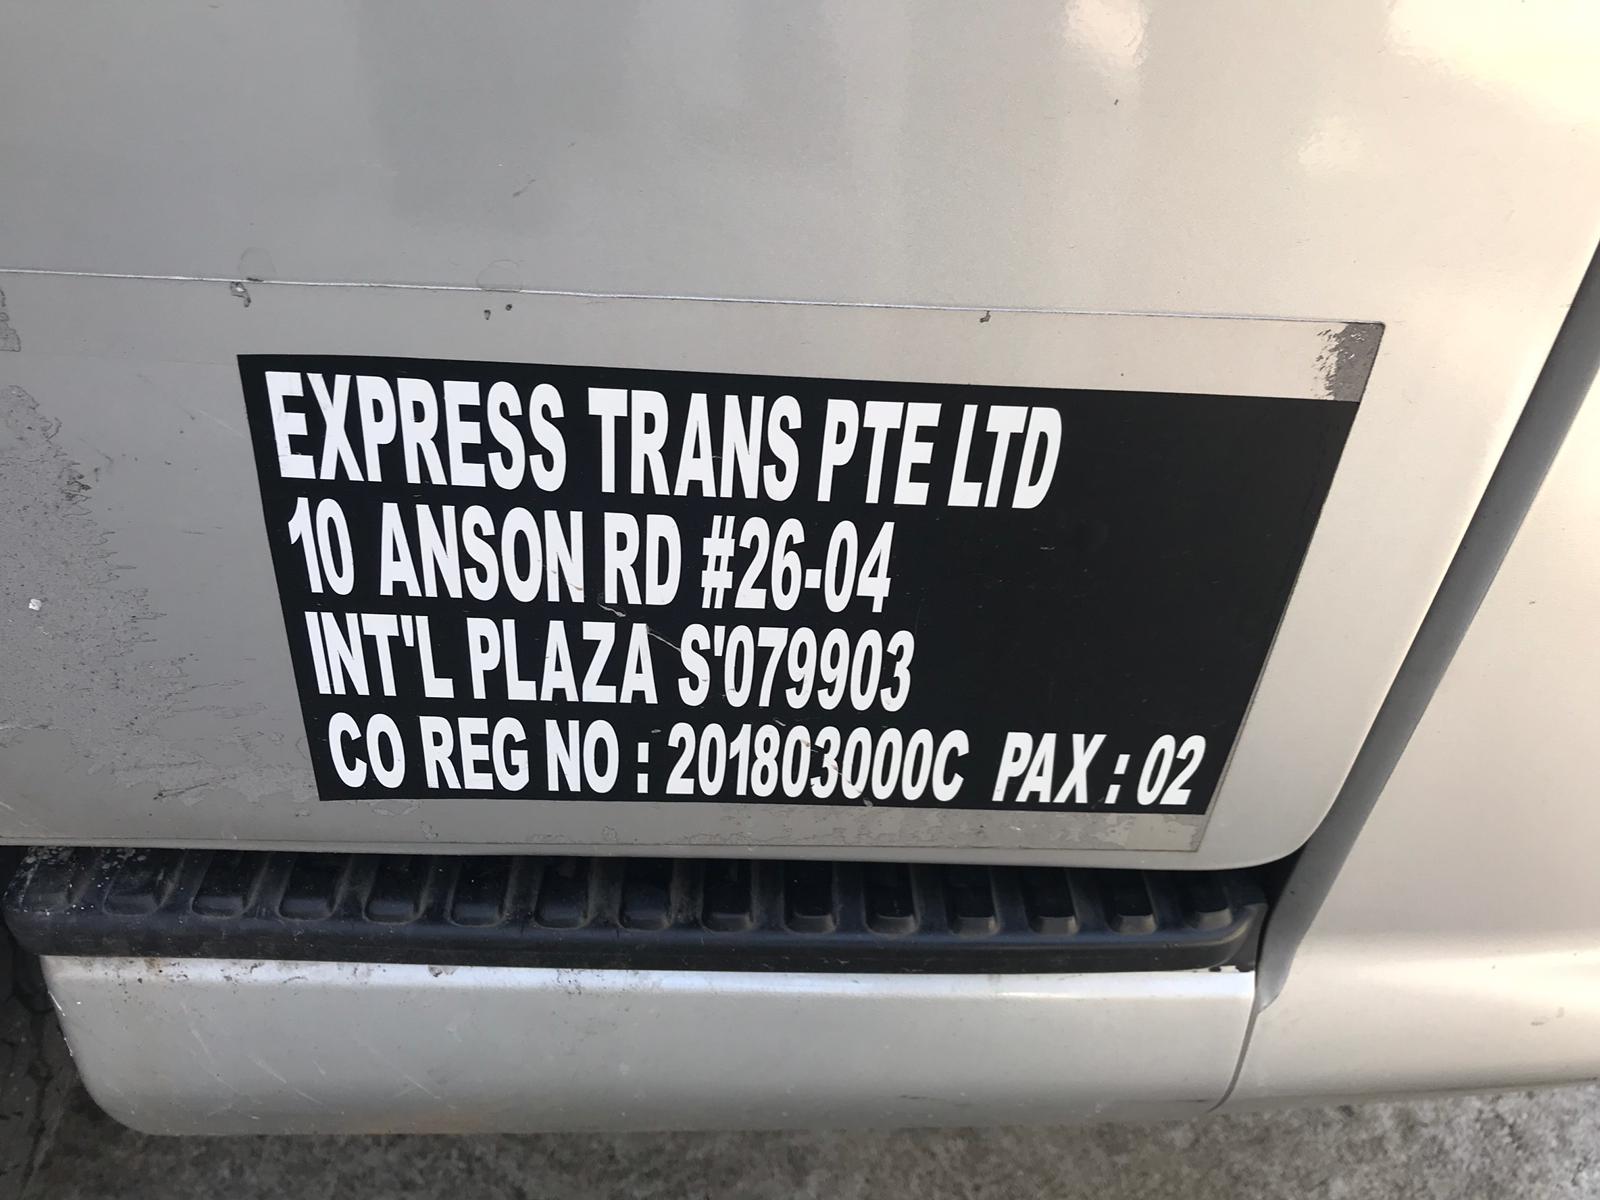 EXPRESS TRANS PTE LTD
10 ANSON RD #26-04
INT'L PLAZA S'079903
CO REG NO : 201803000C PAX : 02